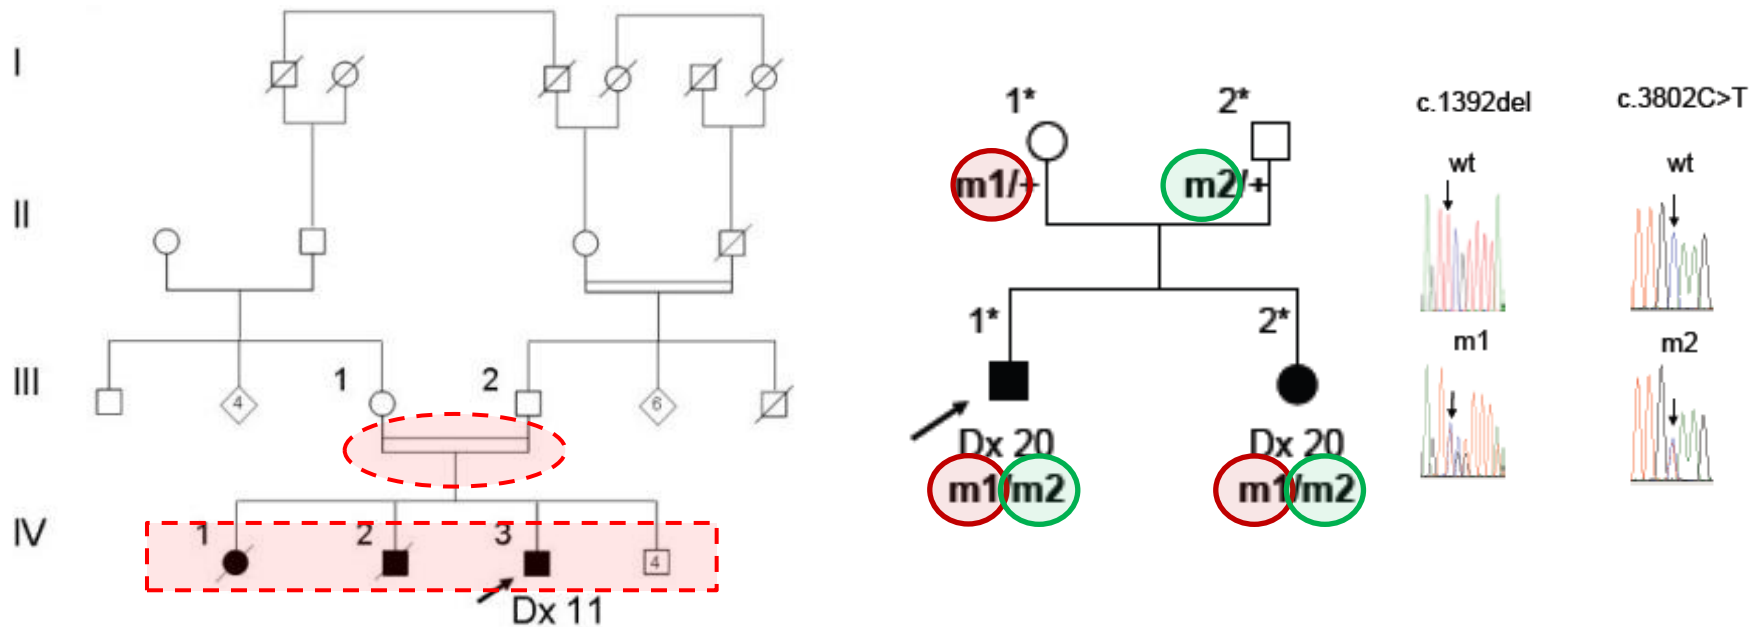 I
II
III
1
2
4
6
IV
1
2
3
4
Dx 11
1*
2*
m1/+
m2/+
1*
2*
Dx 20
Dx 20
m1/m2
m1/m2
c.1392del
c.3802C>T
wt
wt
m1
m2